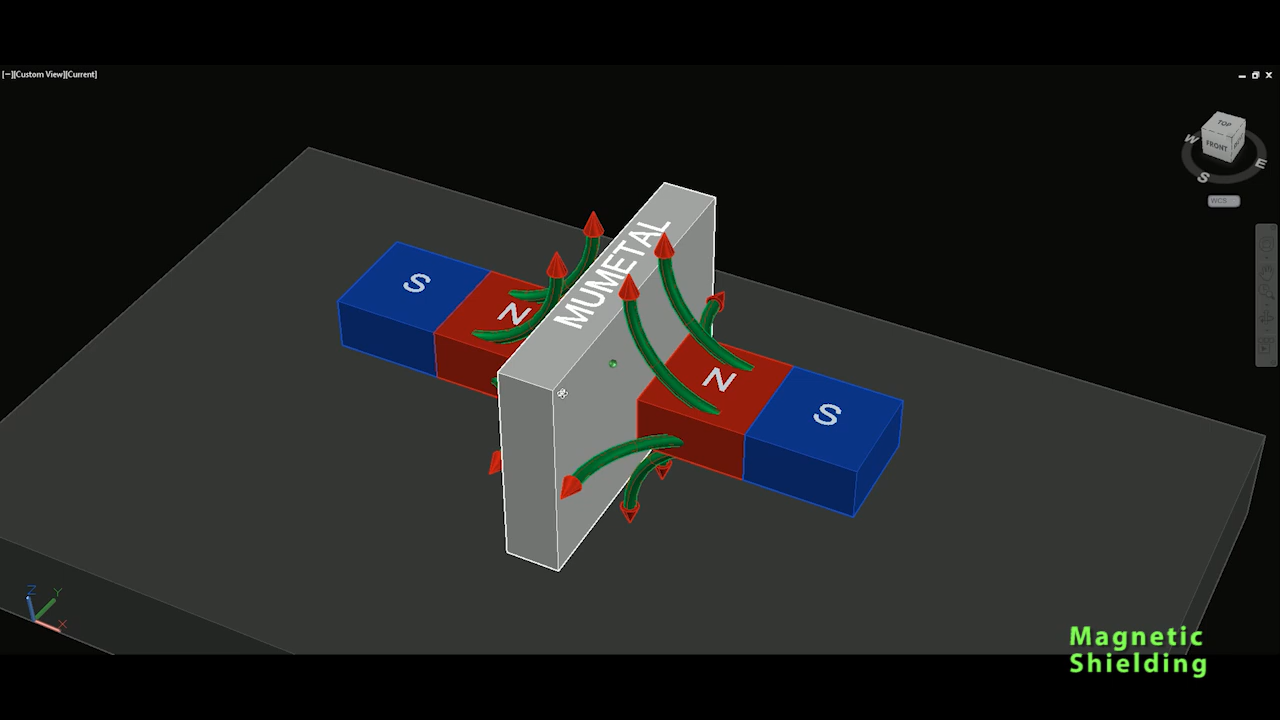 [−][Custom View][Current]
TOP
FRONT
W
E
S
WCS
S
N
MUMETAL
N
S
Z
Y
X
Magnetic
Shielding